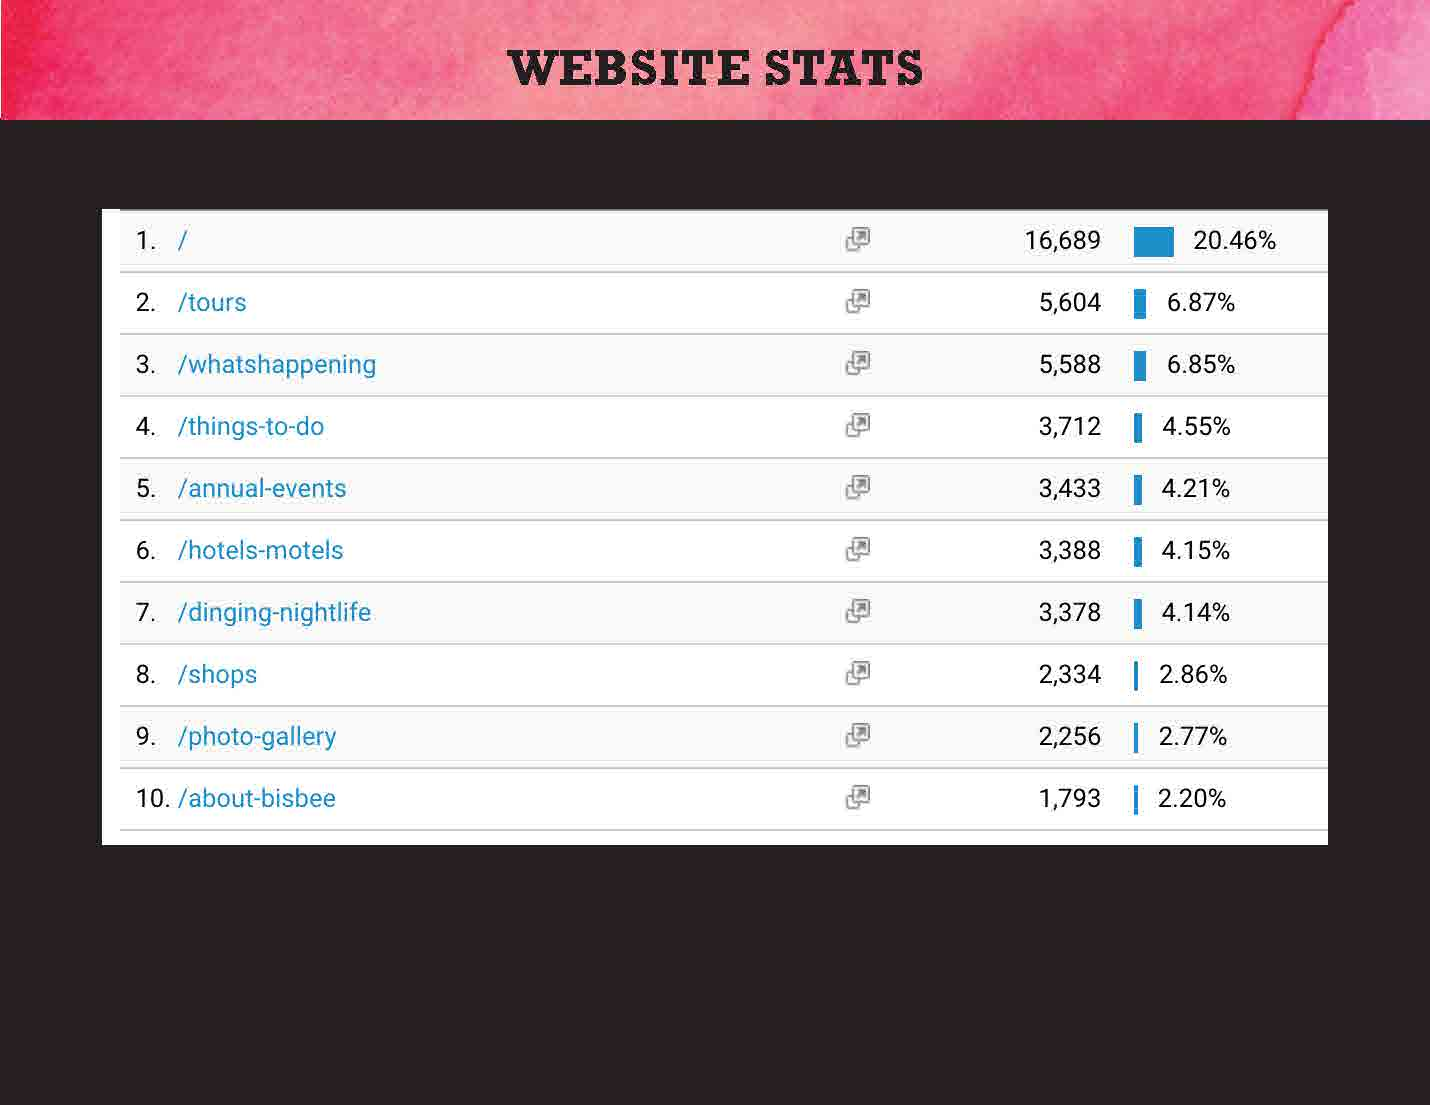 WEBSITE STATS
1. / 16,689 20.46%
2. /tours 5,604 6.87%
3. /whatshappening 5,588 6.85%
4. /things-to-do 3,712 4.55%
5. /annual-events 3,433 4.21%
6. /hotels-motels 3,388 4.15%
7. /dinging-nightlife 3,378 4.14%
8. /shops 2,334 2.86%
9. /photo-gallery 2,256 2.77%
10. /about-bisbee 1,793 2.20%